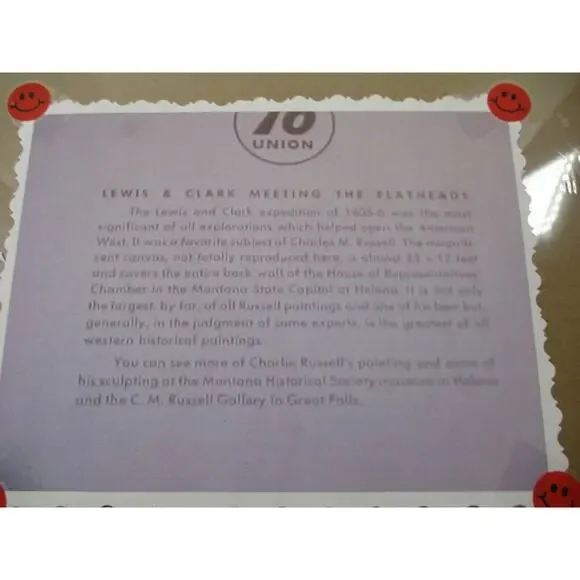 76
UNION
LEWIS & CLARK MEETING THE FLATHEADS
The Lewis and Clark expedition of 1805-6 was the most
significant of all explorations which helped open the American
West. It was a favorite subject of Charles M. Russell. The magnifi-
cent canvas, not totally reproduced here, is almost x 12 feet
and covers the entire back wall of the House of Representatives
Chamber in the Montana State Capitol at Helena. It is not only
the largest, by far, of all Russell paintings and one of his best but,
generally, in the judgment of some experts, is the greatest of all
western historical paintings.
You can see more of Charlie Russell's painting and some of
his sculpting at the Montana Historical Society museum in Helena
and the C. M. Russell Gallery in Great Falls.